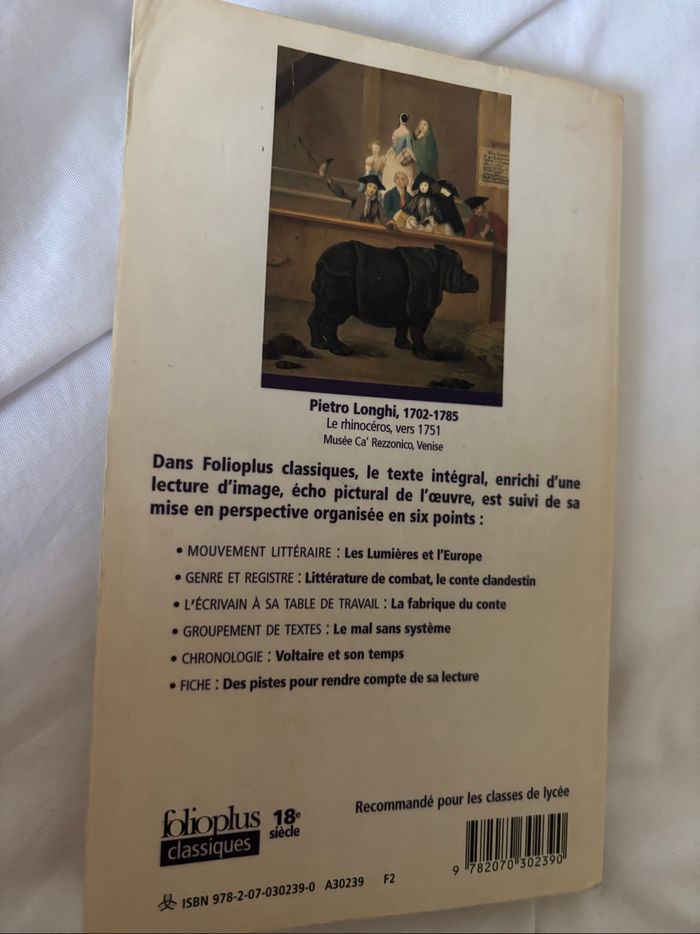 Pietro Longhi, 1702-1785
Le rhinocéros, vers 1751
Musée Ca' Rezzonico, Venise
Dans Folioplus classiques, le texte intégral, enrichi d'une
lecture d'image, écho pictural de l'œuvre, est suivi de sa
mise en perspective organisée en six points :
• MOUVEMENT LITTÉRAIRE : Les Lumières et l'Europe
• GENRE ET REGISTRE : Littérature de combat, le conte clandestin
• L'ÉCRIVAIN À SA TABLE DE TRAVAIL : La fabrique du conte
• GROUPEMENT DE TEXTES : Le mal sans système
• CHRONOLOGIE : Voltaire et son temps
• FICHE : Des pistes pour rendre compte de sa lecture
Recommandé pour les classes de lycée
folioplus 18e
siècle
classiques
9 782070 302390
ISBN 978-2-07-030239-0 A30239 F2